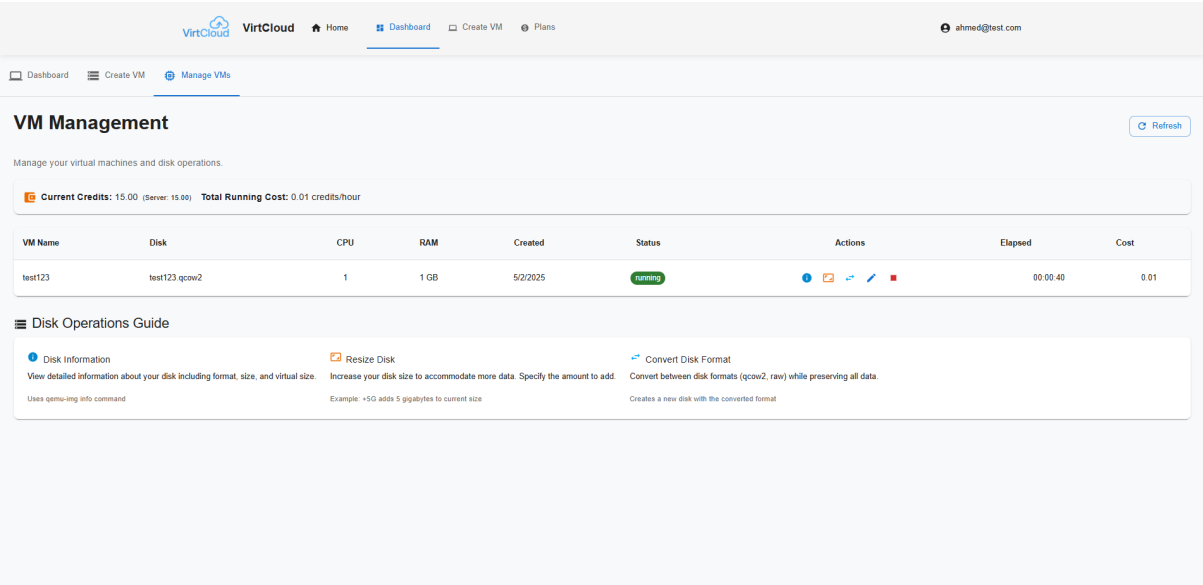 VirtCloud VirtCloud Home Dashboard Create VM Plans ahmed@test.com
Dashboard Create VM Manage VMs
VM Management
Refresh
Manage your virtual machines and disk operations.
Current Credits: 15.00 (Server: 15.00) Total Running Cost: 0.01 credits/hour
VM Name Disk CPU RAM Created Status Actions Elapsed Cost
test123 test123.qcow2 1 1 GB 5/2/2025 running 00:00:40 0.01
Disk Operations Guide
Disk Information Resize Disk Convert Disk Format
View detailed information about your disk including format, size, and virtual size. Increase your disk size to accommodate more data. Specify the amount to add. Convert between disk formats (qcow2, raw) while preserving all data.
Uses qemu-img info command Example: +5G adds 5 gigabytes to current size Creates a new disk with the converted format